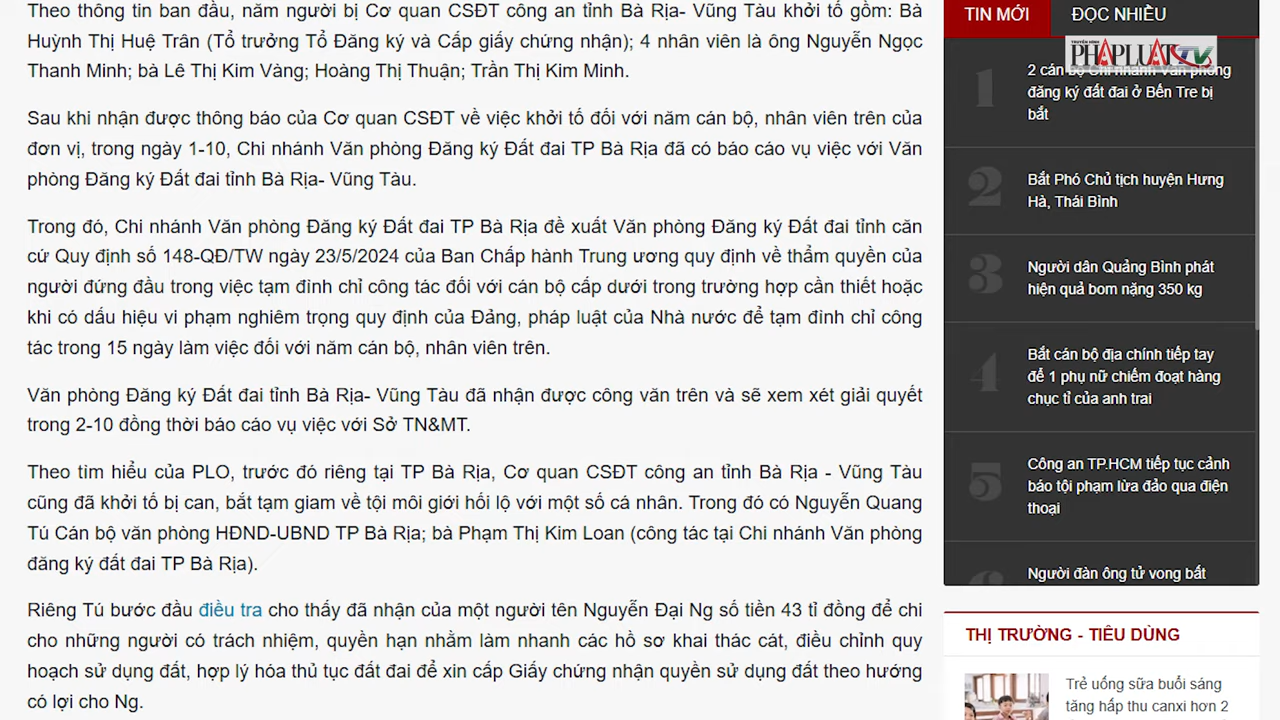 Theo thông tin ban đầu, năm người bị Cơ quan CSĐT công an tỉnh Bà Rịa- Vũng Tàu khởi tố gồm: Bà
Huỳnh Thị Huệ Trân (Tổ trưởng Tổ Đăng ký và Cấp giấy chứng nhận); 4 nhân viên là ông Nguyễn Ngọc
Thanh Minh; bà Lê Thị Kim Vàng; Hoàng Thị Thuận; Trần Thị Kim Minh.
Sau khi nhận được thông báo của Cơ quan CSĐT về việc khởi tố đối với năm cán bộ, nhân viên trên của
đơn vị, trong ngày 1-10, Chi nhánh Văn phòng Đăng ký Đất đai TP Bà Rịa đã có báo cáo vụ việc với Văn
phòng Đăng ký Đất đai tỉnh Bà Rịa- Vũng Tàu.
Trong đó, Chi nhánh Văn phòng Đăng ký Đất đai TP Bà Rịa đề xuất Văn phòng Đăng ký Đất đai tỉnh căn
cứ Quy định số 148-QĐ/TW ngày 23/5/2024 của Ban Chấp hành Trung ương quy định về thẩm quyền của
người đứng đầu trong việc tạm đình chỉ công tác đối với cán bộ cấp dưới trong trường hợp cần thiết hoặc
khi có dấu hiệu vi phạm nghiêm trọng quy định của Đảng, pháp luật của Nhà nước để tạm đình chỉ công
tác trong 15 ngày làm việc đối với năm cán bộ, nhân viên trên.
Văn phòng Đăng ký Đất đai tỉnh Bà Rịa- Vũng Tàu đã nhận được công văn trên và sẽ xem xét giải quyết
trong 2-10 đồng thời báo cáo vụ việc với Sở TN&MT.
Theo tìm hiểu của PLO, trước đó riêng tại TP Bà Rịa, Cơ quan CSĐT công an tỉnh Bà Rịa - Vũng Tàu
cũng đã khởi tố bị can, bắt tạm giam về tội môi giới hối lộ với một số cá nhân. Trong đó có Nguyễn Quang
Tú Cán bộ văn phòng HĐND-UBND TP Bà Rịa; bà Phạm Thị Kim Loan (công tác tại Chi nhánh Văn phòng
đăng ký đất đai TP Bà Rịa).
Riêng Tú bước đầu điều tra cho thấy đã nhận của một người tên Nguyễn Đại Ng số tiền 43 tỉ đồng để chi
cho những người có trách nhiệm, quyền hạn nhằm làm nhanh các hồ sơ khai thác cát, điều chỉnh quy
hoạch sử dụng đất, hợp lý hóa thủ tục đất đai để xin cấp Giấy chứng nhận quyền sử dụng đất theo hướng
có lợi cho Ng.
TIN MỚI
ĐỌC NHIỀU
TRUYỀN HÌNH
PHÁPLUẬT TV
1
2 cán bộ Chi nhánh Văn phòng
đăng ký đất đai ở Bến Tre bị
bắt
2
Bắt Phó Chủ tịch huyện Hưng
Hà, Thái Bình
3
Người dân Quảng Bình phát
hiện quả bom nặng 350 kg
4
Bắt cán bộ địa chính tiếp tay
để 1 phụ nữ chiếm đoạt hàng
chục tỉ của anh trai
5
Công an TP.HCM tiếp tục cảnh
báo tội phạm lừa đảo qua điện
thoại
6
Người đàn ông tử vong bất
THỊ TRƯỜNG - TIÊU DÙNG
Trẻ uống sữa buổi sáng
tăng hấp thu canxi hơn 2